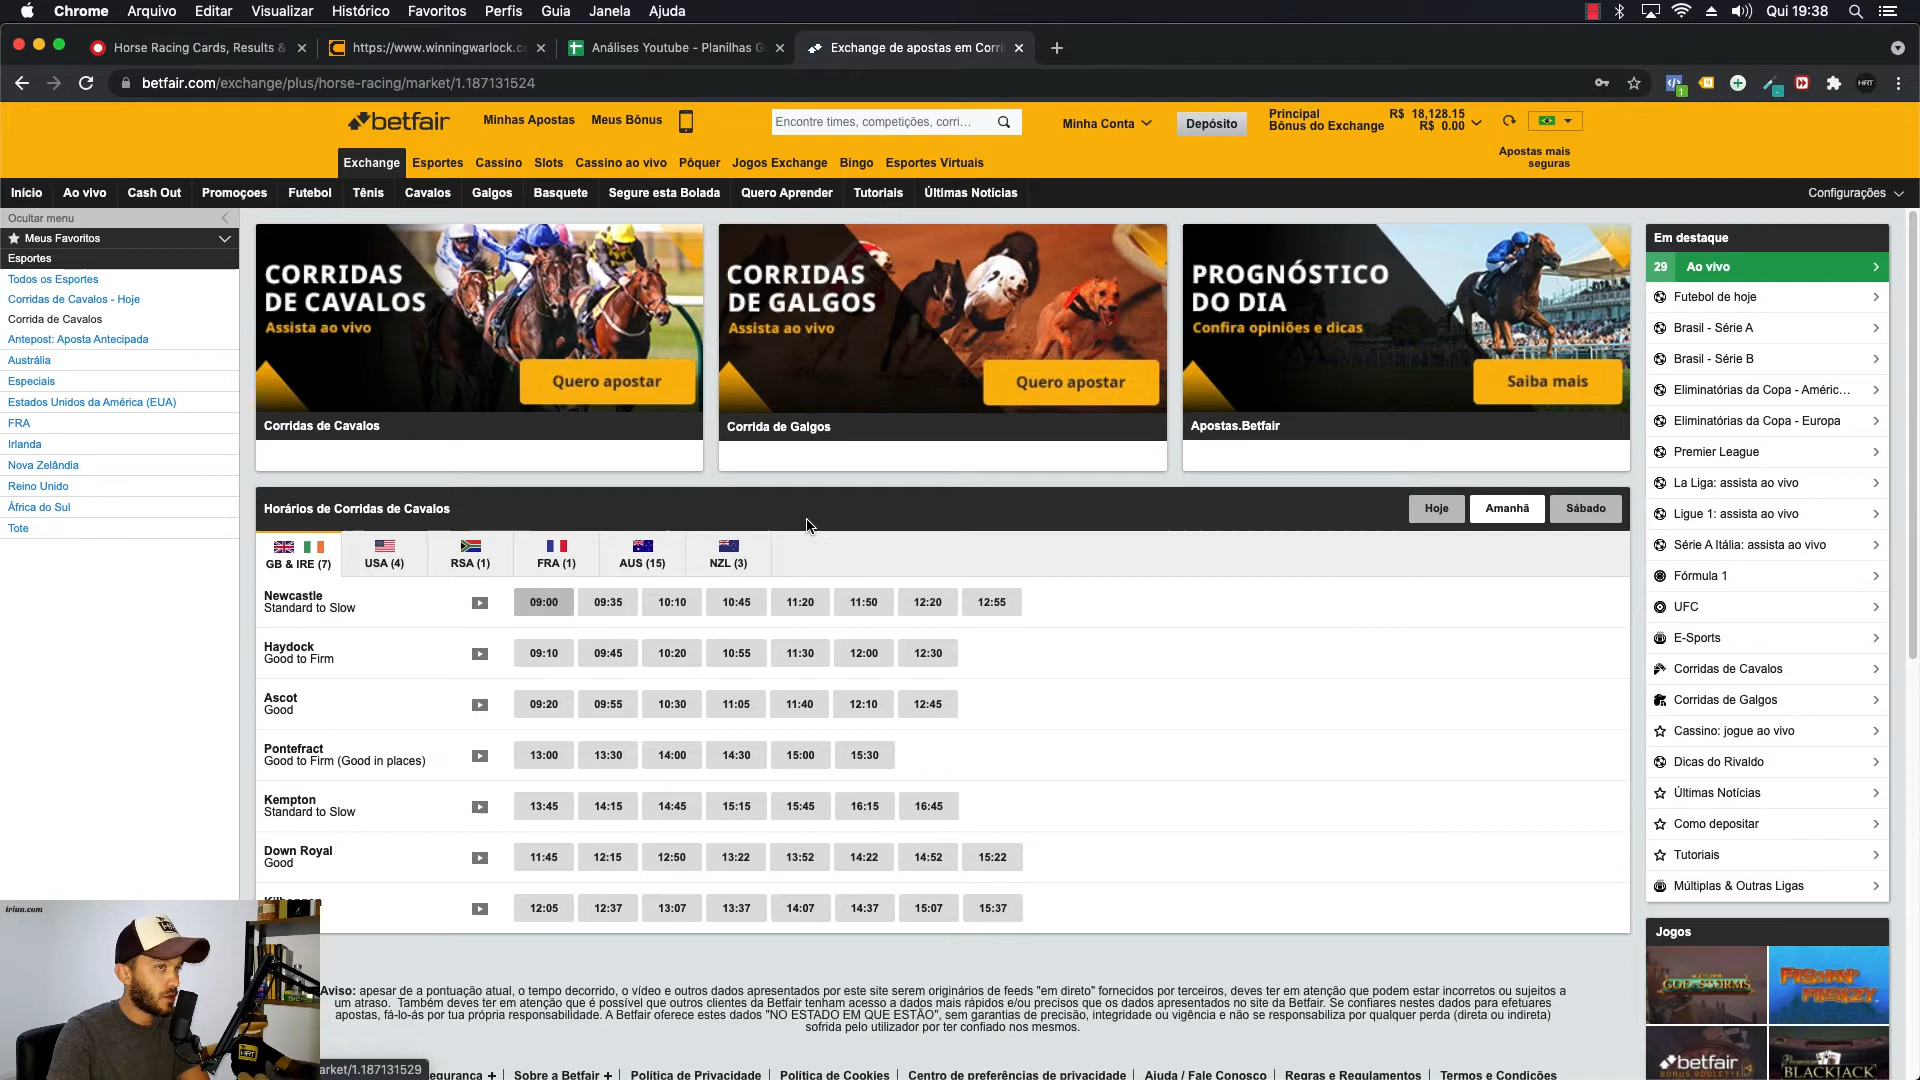 Chrome Arquivo Editar Visualizar Histórico Favoritos Perfis Guia Janela Ajuda
Qui 19:38
Horse Racing Cards, Results &
https://www.winningwarlock.c
Análises Youtube - Planilhas G
Exchange de apostas em Corri
betfair.com/exchange/plus/horse-racing/market/1.187131524
HRT
betfair
Minhas Apostas Meus Bônus
Encontre times, competições, corri...
Minha Conta
Depósito
Principal R$ 18,128.15
Bônus do Exchange R$ 0.00
Apostas mais
seguras
Exchange Esportes Cassino Slots Cassino ao vivo Pôquer Jogos Exchange Bingo Esportes Virtuais
Início Ao vivo Cash Out Promoçoes Futebol Tênis Cavalos Galgos Basquete Segure esta Bolada Quero Aprender Tutoriais Últimas Notícias
Configurações
Ocultar menu
Meus Favoritos
Esportes
Todos os Esportes
Corridas de Cavalos - Hoje
Corrida de Cavalos
Antepost: Aposta Antecipada
Austrália
Especiais
Estados Unidos da América (EUA)
FRA
Irlanda
Nova Zelândia
Reino Unido
África do Sul
Tote
CORRIDAS
DE CAVALOS
Assista ao vivo
Quero apostar
Corridas de Cavalos
CORRIDAS
DE GALGOS
Assista ao vivo
Quero apostar
Corrida de Galgos
PROGNÓSTICO
DO DIA
Confira opiniões e dicas
Saiba mais
Apostas.Betfair
Horários de Corridas de Cavalos
Hoje Amanhã Sábado
GB & IRE (7) USA (4) RSA (1) FRA (1) AUS (15) NZL (3)
Newcastle
Standard to Slow
09:00 09:35 10:10 10:45 11:20 11:50 12:20 12:55
Haydock
Good to Firm
09:10 09:45 10:20 10:55 11:30 12:00 12:30
Ascot
Good
09:20 09:55 10:30 11:05 11:40 12:10 12:45
Pontefract
Good to Firm (Good in places)
13:00 13:30 14:00 14:30 15:00 15:30
Kempton
Standard to Slow
13:45 14:15 14:45 15:15 15:45 16:15 16:45
Down Royal
Good
11:45 12:15 12:50 13:22 13:52 14:22 14:52 15:22
12:05 12:37 13:07 13:37 14:07 14:37 15:07 15:37
Em destaque
29 Ao vivo
Futebol de hoje
Brasil - Série A
Brasil - Série B
Eliminatórias da Copa - Améric...
Eliminatórias da Copa - Europa
Premier League
La Liga: assista ao vivo
Ligue 1: assista ao vivo
Série A Itália: assista ao vivo
Fórmula 1
UFC
E-Sports
Corridas de Cavalos
Corridas de Galgos
Cassino: jogue ao vivo
Dicas do Rivaldo
Últimas Notícias
Como depositar
Tutoriais
Múltiplas & Outras Ligas
Jogos
GOD OF STORMS
FISHIN' FRENZY
betfair
BLACKJACK
iriun.com
HRT
Aviso: apesar de a pontuação atual, o tempo decorrido, o vídeo e outros dados apresentados por este site serem originários de feeds "em direto" fornecidos por terceiros, deves ter em atenção que podem estar incorretos ou sujeitos a
um atraso. Também deves ter em atenção que é possível que outros clientes da Betfair tenham acesso a dados mais rápidos e/ou precisos que os dados apresentados no site da Betfair. Se confiares nestes dados para efetuares
apostas, fá-lo-ás por tua própria responsabilidade. A Betfair oferece estes dados "NO ESTADO EM QUE ESTÃO", sem garantias de precisão, integridade ou vigência e não se responsabiliza por qualquer perda (direta ou indireta)
sofrida pelo utilizador por ter confiado nos mesmos.
arket/1.187131529
egurança + Sobre a Betfair + Política de Privacidade Política de Cookies Centro de preferências de privacidade Ajuda / Fale Conosco Regras e Regulamentos Termos e Condições